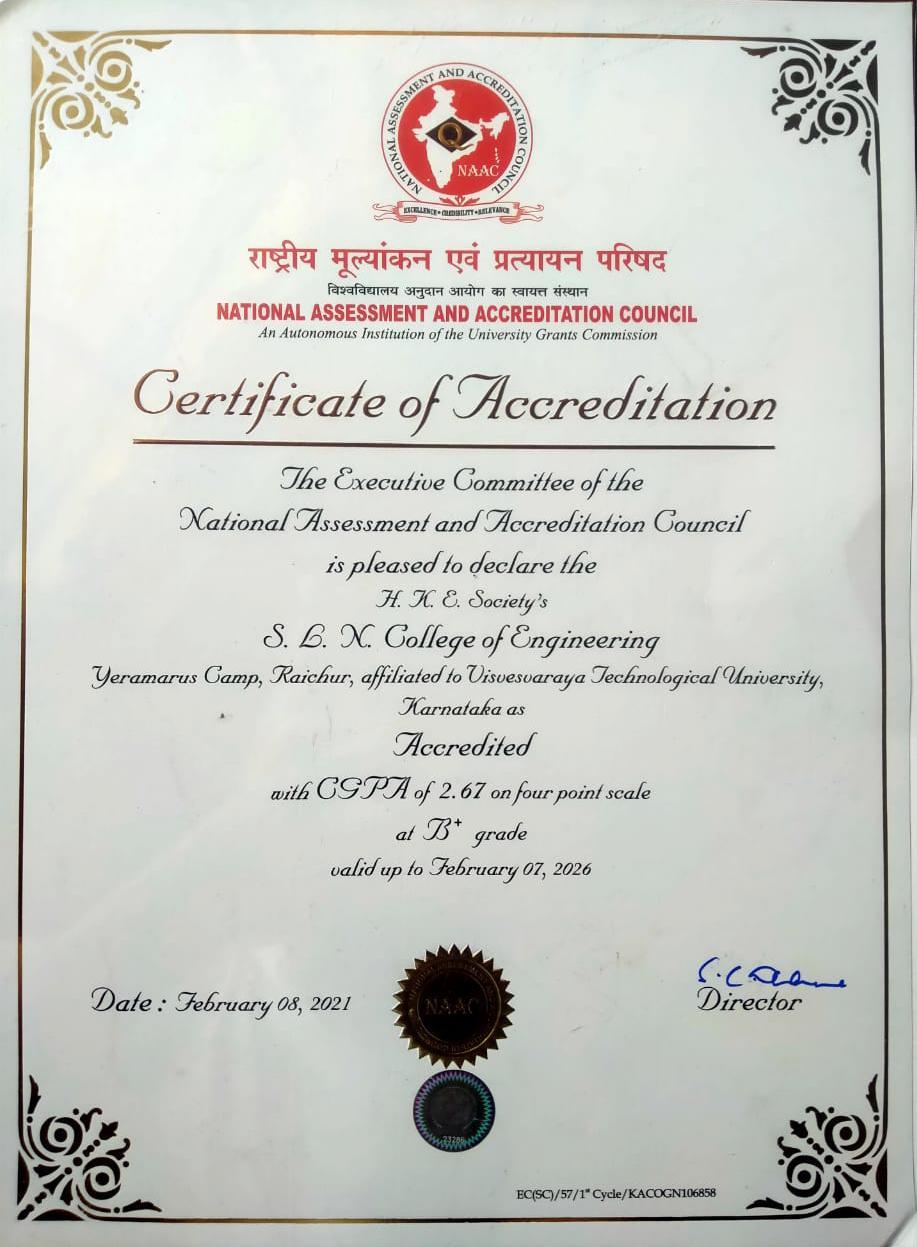 NATIONAL ASSESSMENT AND ACCREDITATION COUNCIL
Q
NAAC
EXCELLENCE • CREDIBILITY • RELEVANCE
राष्ट्रीय मूल्यांकन एवं प्रत्यायन परिषद
विश्वविद्यालय अनुदान आयोग का स्वायत्त संस्थान
NATIONAL ASSESSMENT AND ACCREDITATION COUNCIL
An Autonomous Institution of the University Grants Commission
Certificate of Accreditation
The Executive Committee of the
National Assessment and Accreditation Council
is pleased to declare the
H. K. E. Society's
S. L. N. College of Engineering
Yeramarus Camp, Raichur, affiliated to Visvesvaraya Technological University,
Karnataka as
Accredited
with CGPA of 2.67 on four point scale
at B⁺ grade
valid up to February 07, 2026
Date : February 08, 2021
NAAC
Director
23286
EC(SC)/57/1ˢᵗ Cycle/KACOGN106858